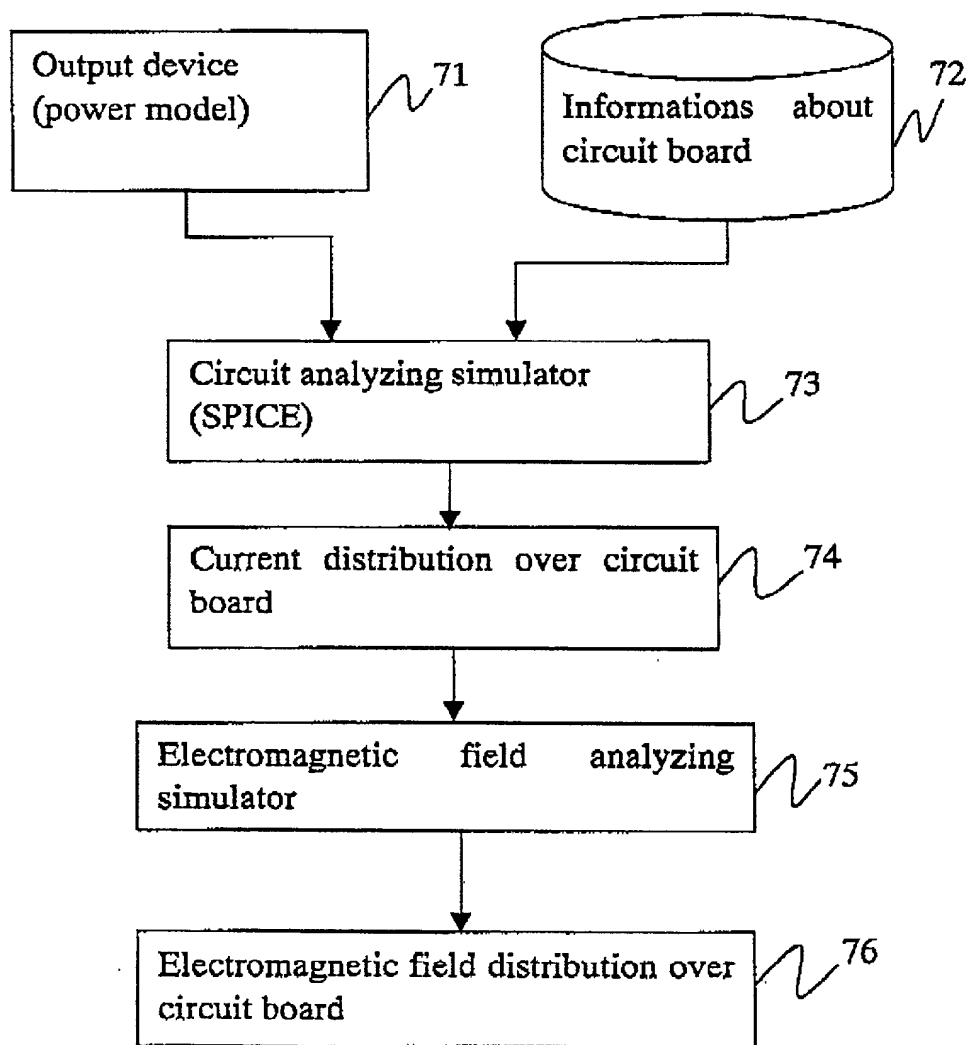 Output device
(power model)
71
Informations about
circuit board
72
Circuit analyzing simulator
(SPICE)
73
Current distribution over circuit
board
74
Electromagnetic field analyzing
simulator
75
Electromagnetic field distribution over
circuit board
76